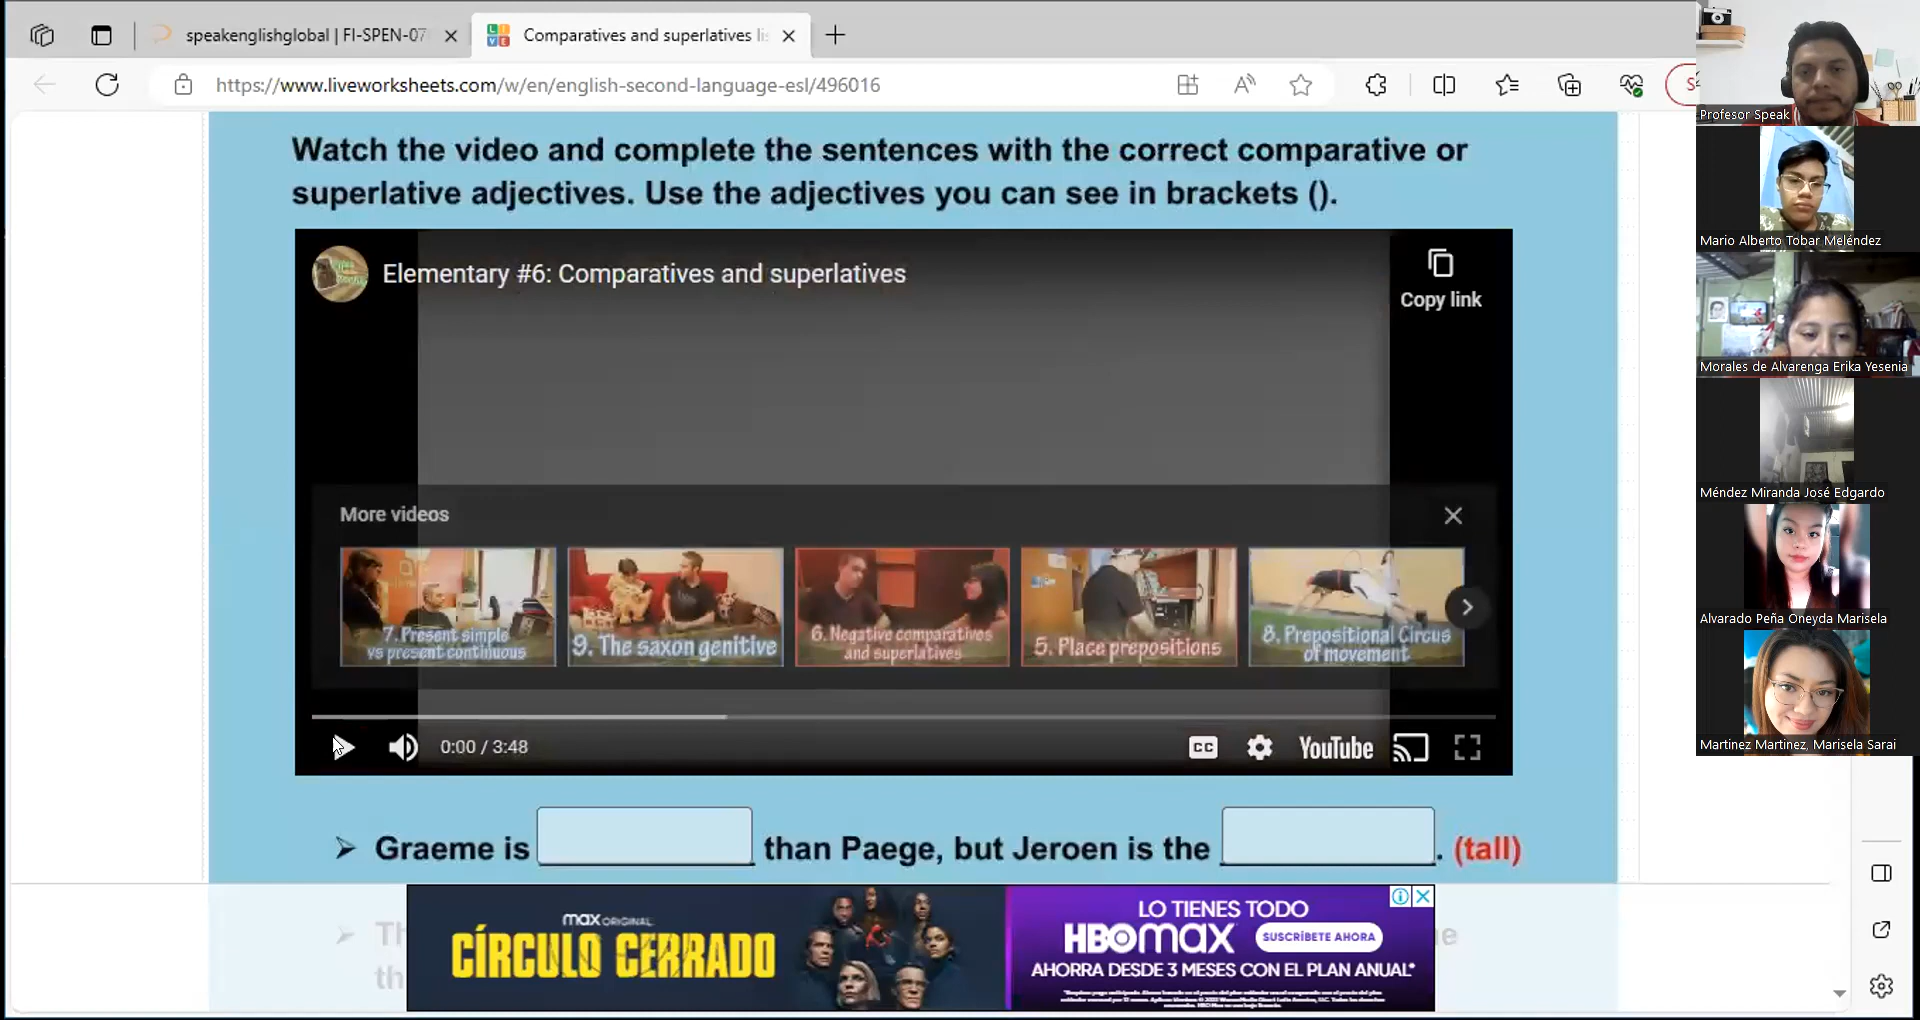 speakenglishglobal | FI-SPEN-07
Comparatives and superlatives li
https://www.liveworksheets.com/w/en/english-second-language-esl/496016
Watch the video and complete the sentences with the correct comparative or
superlative adjectives. Use the adjectives you can see in brackets ().
Elementary #6: Comparatives and superlatives
Copy link
More videos
7. Present simple
vs present continuous
9. The saxon genitive
6. Negative comparatives
and superlatives
5. Place prepositions
8. Prepositional Circus
of movement
0:00 / 3:48
CC
YouTube
➢ Graeme is than Paege, but Jeroen is the . (tall)
max ORIGINAL
CÍRCULO CERRADO
LO TIENES TODO
HBOmax
SUSCRÍBETE AHORA
AHORA DESDE 3 MESES CON EL PLAN ANUAL*
Profesor Speak
Mario Alberto Tobar Meléndez
Morales de Alvarenga Erika Yesenia
Méndez Miranda José Edgardo
Alvarado Peña Oneyda Marisela
Martinez Martinez, Marisela Sarai